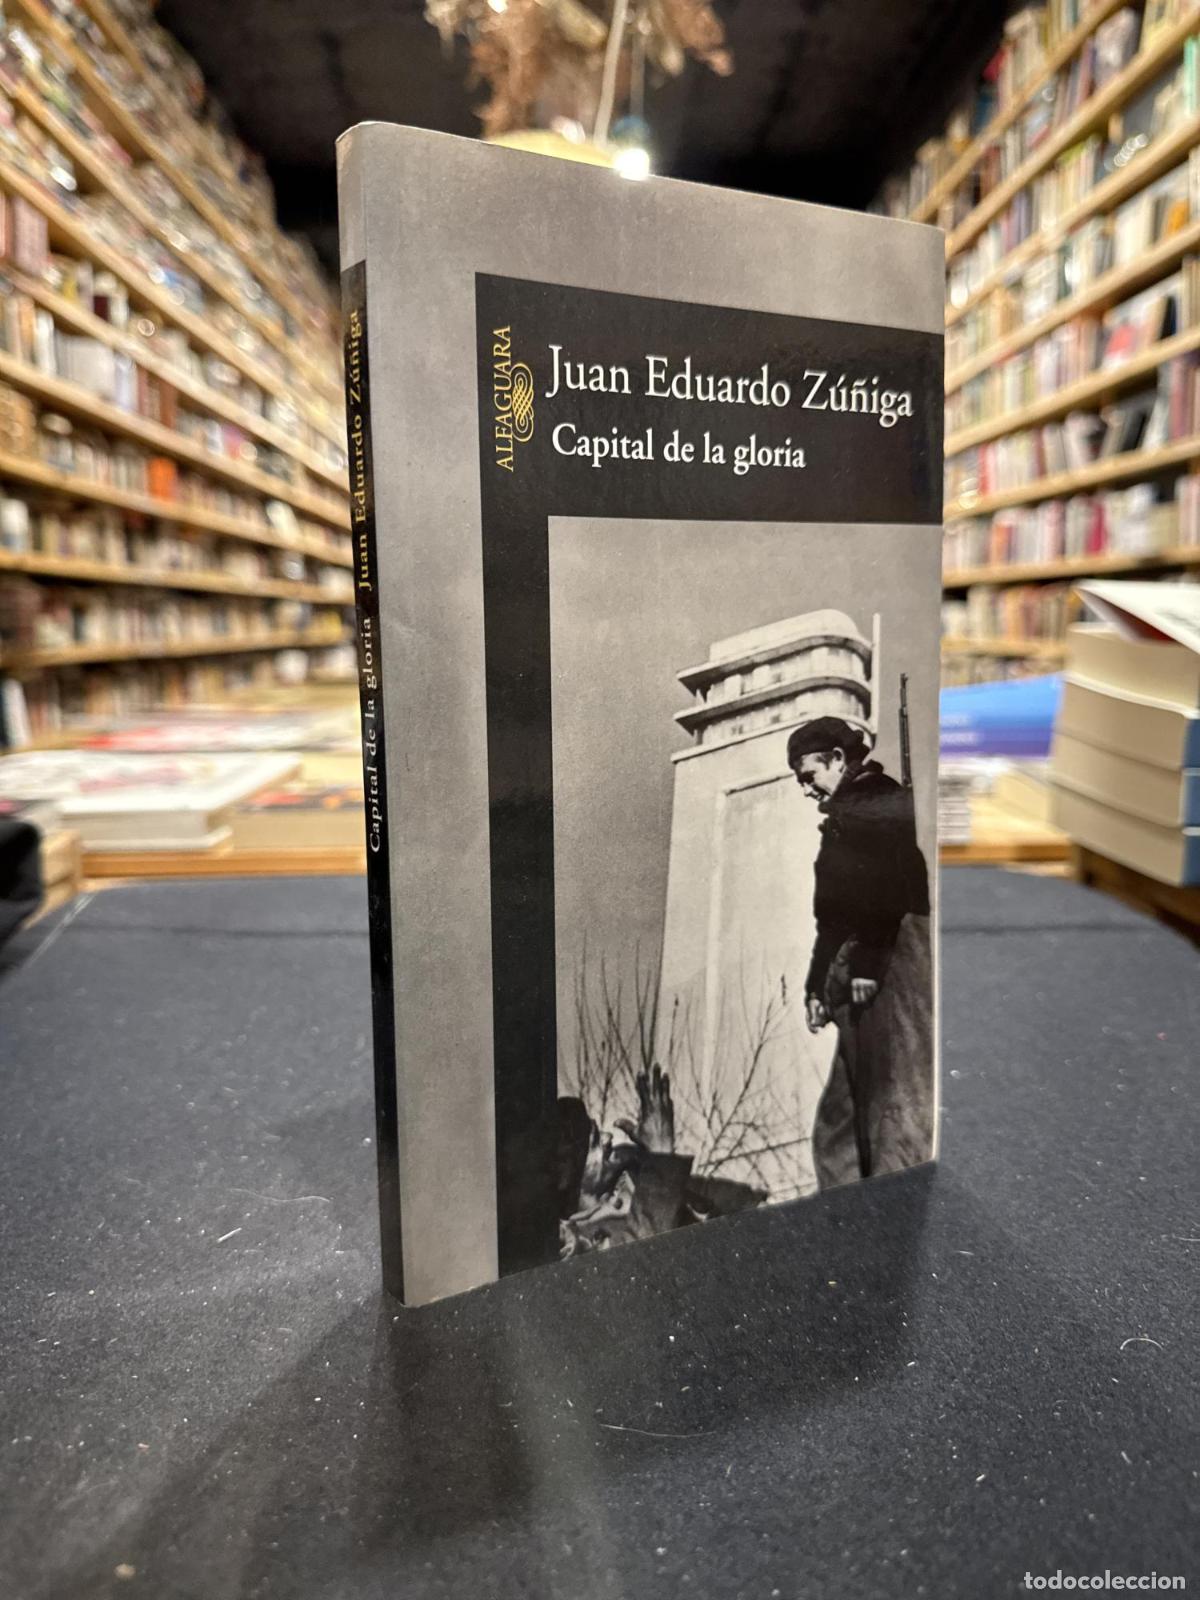 Juan Eduardo Zúñiga
Capital de la gloria
ALFAGUARA
Capital de la gloria Juan Eduardo Zúñiga
todocoleccion